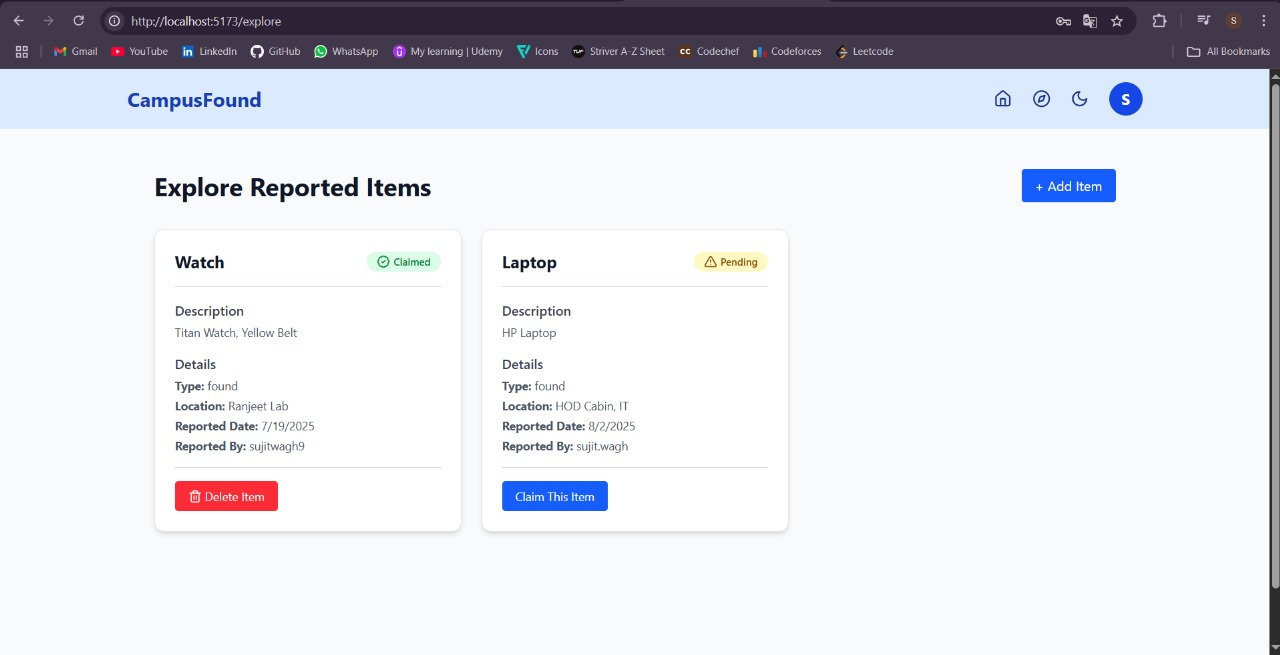 http://localhost:5173/explore
S
Gmail YouTube LinkedIn GitHub WhatsApp My learning | Udemy Icons TUF Striver A-Z Sheet CC Codechef Codeforces Leetcode All Bookmarks
CampusFound
S
Explore Reported Items
+ Add Item
Watch
Claimed
Description
Titan Watch, Yellow Belt
Details
Type: found
Location: Ranjeet Lab
Reported Date: 7/19/2025
Reported By: sujitwagh9
Delete Item
Laptop
Pending
Description
HP Laptop
Details
Type: found
Location: HOD Cabin, IT
Reported Date: 8/2/2025
Reported By: sujit.wagh
Claim This Item